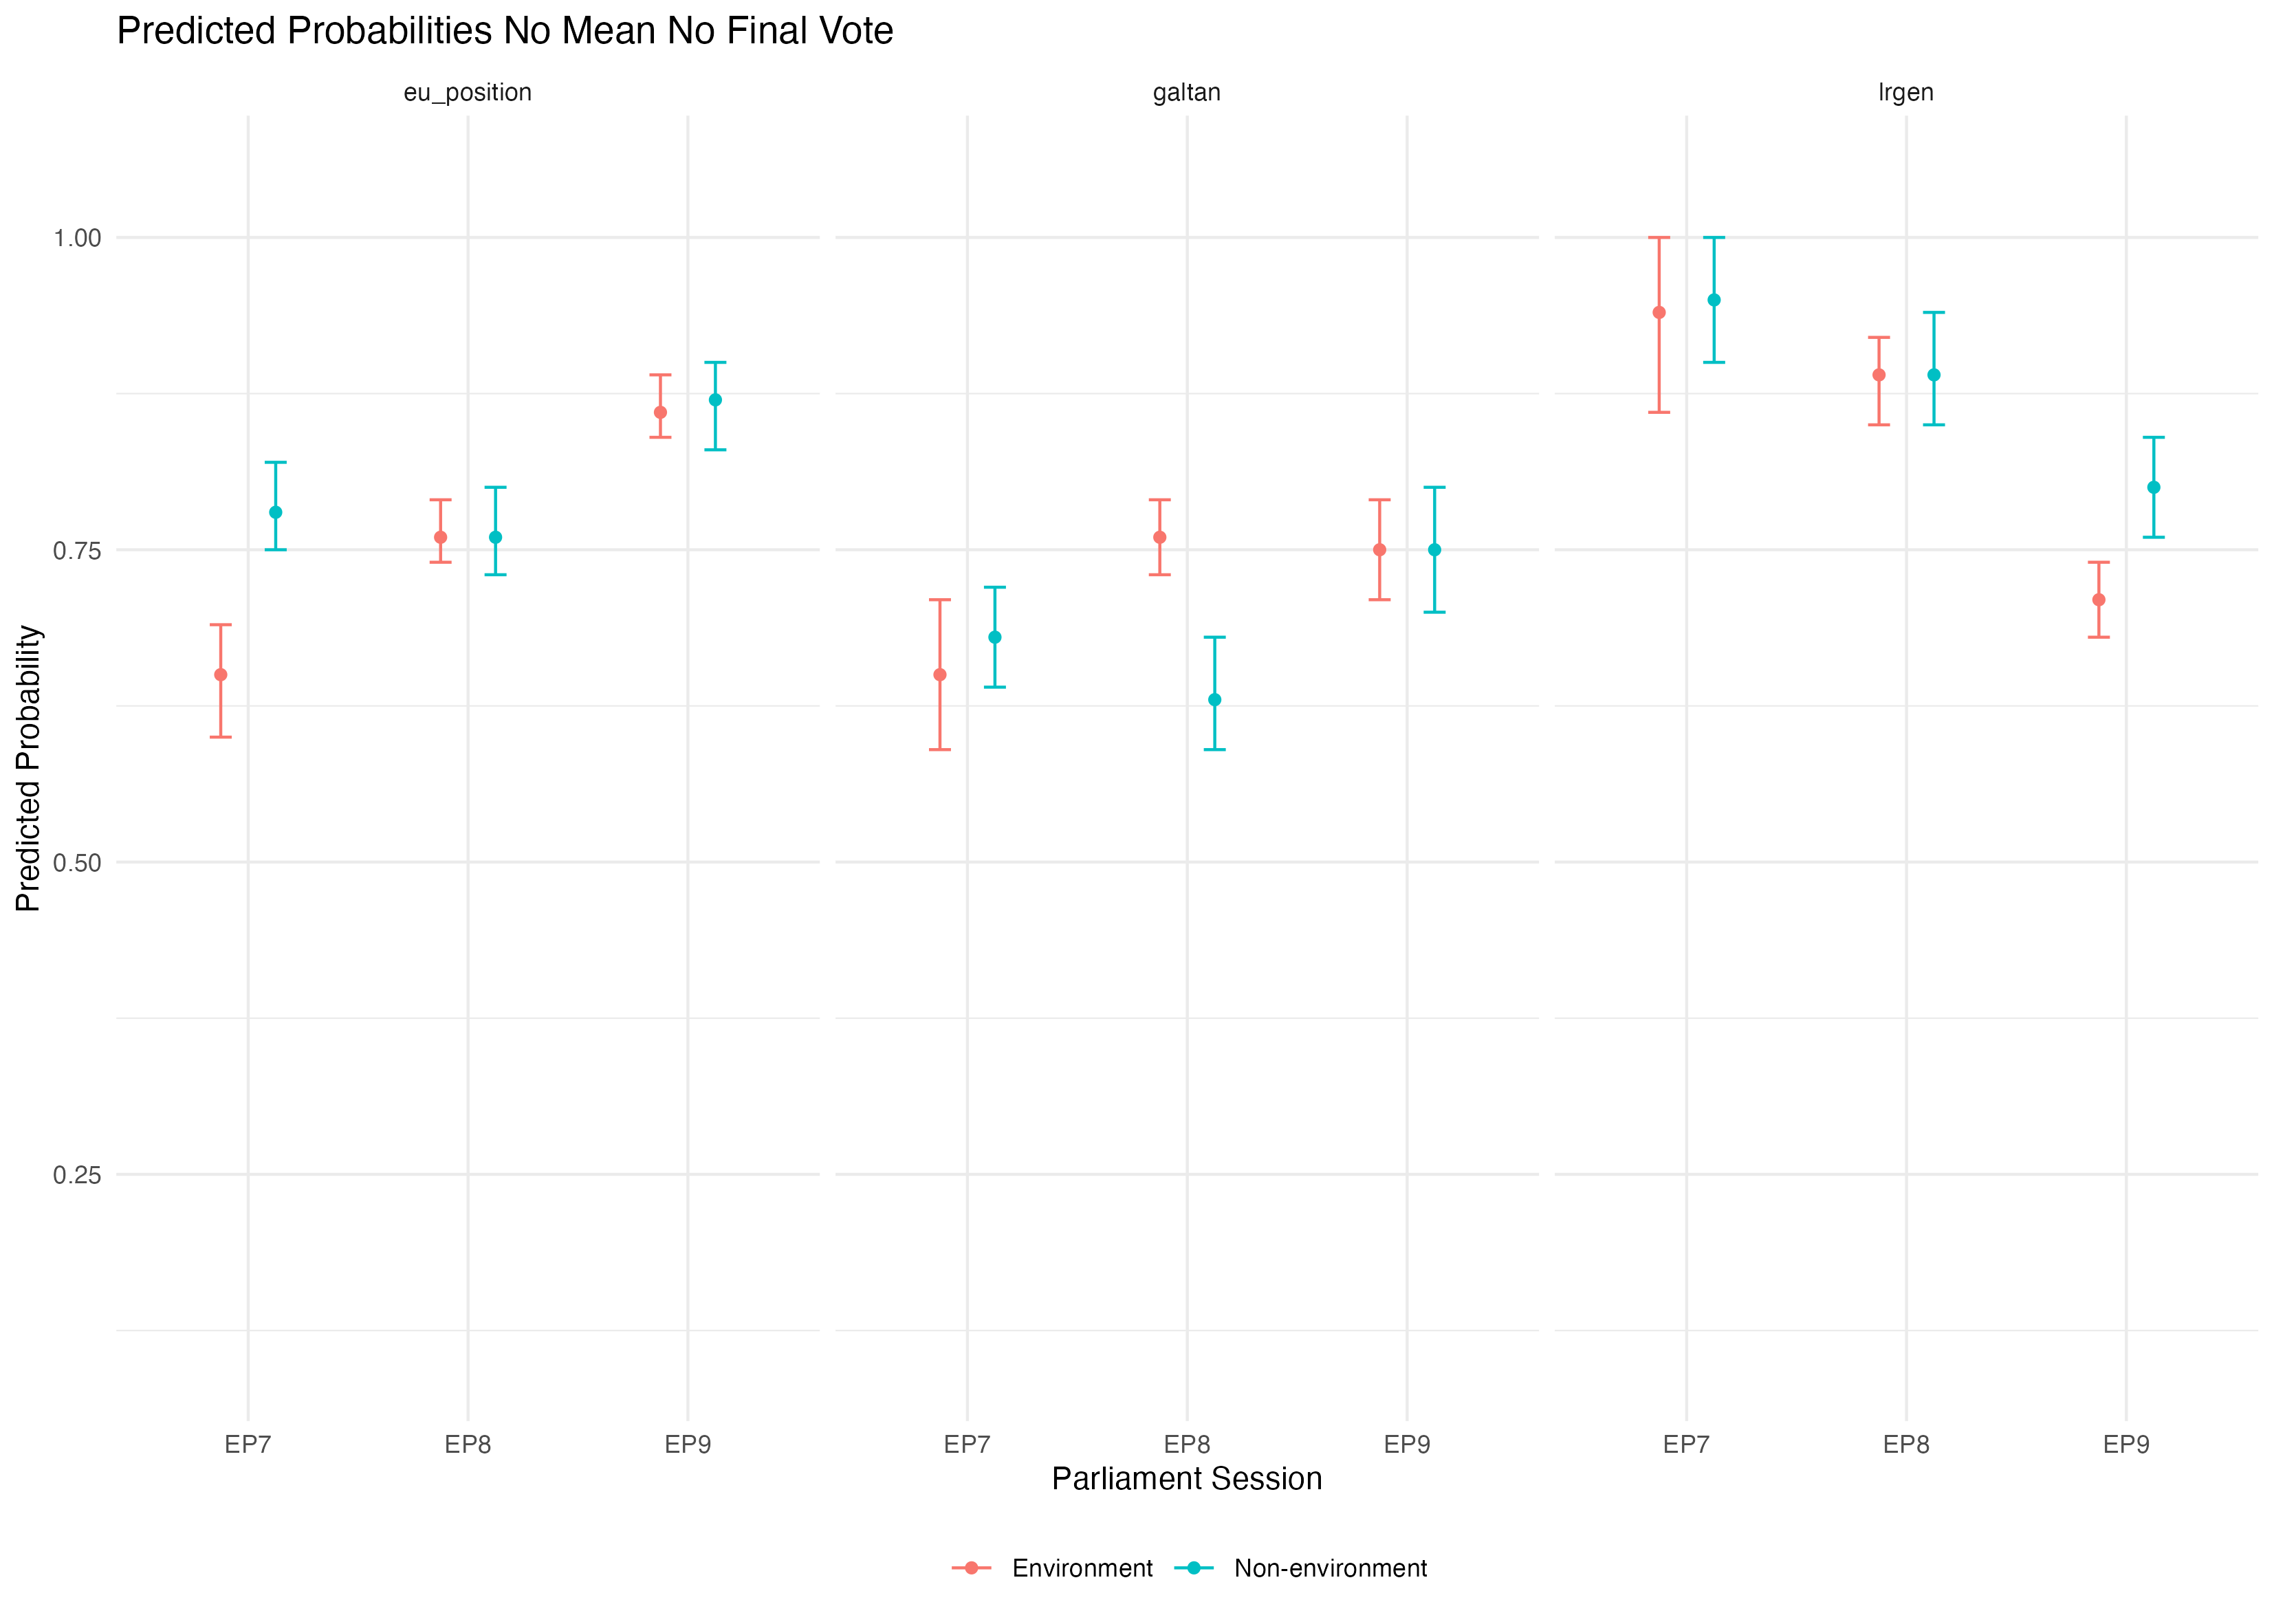 Predicted Probabilities No Mean No Final Vote
eu_position
galtan
lrgen
1.00
0.75
0.50
0.25
Predicted Probability
EP7 EP8 EP9
EP7 EP8 EP9
EP7 EP8 EP9
Parliament Session
Environment Non-environment